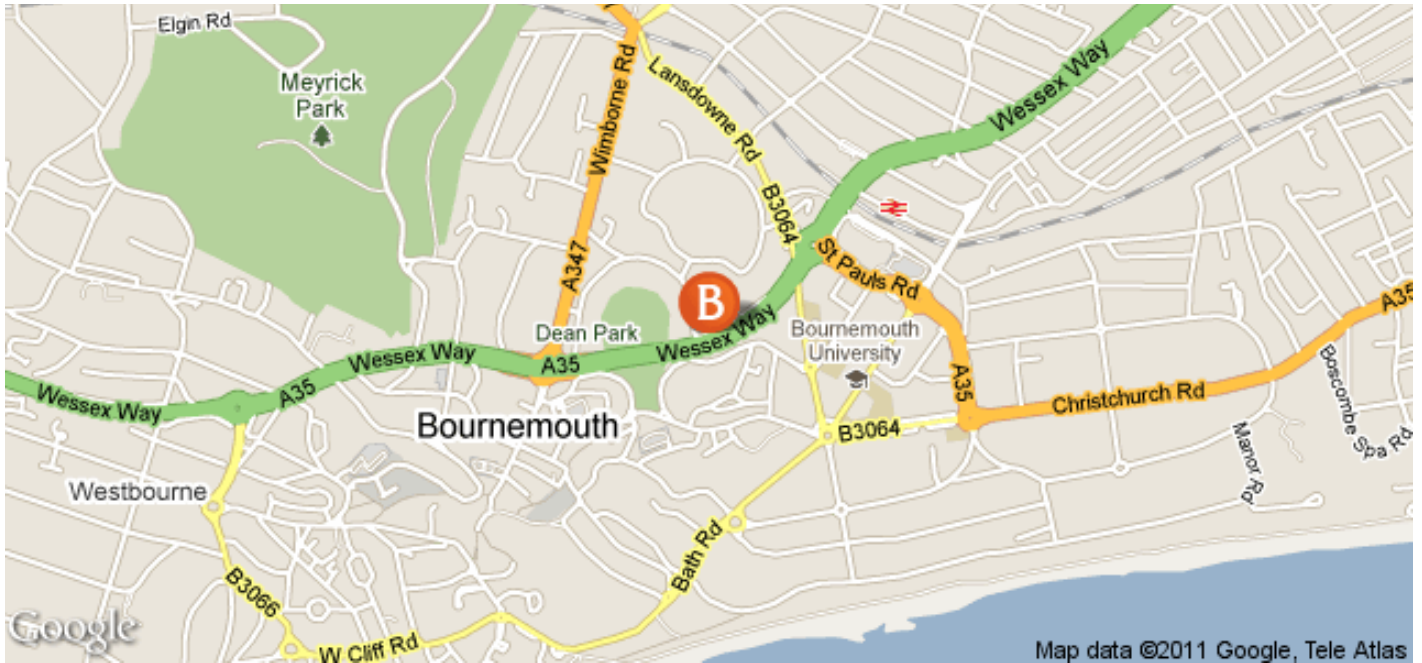 Elgin Rd
Meyrick
Park
Wimborne Rd
Lansdowne Rd
Wessex Way
B3064
A347
St Pauls Rd
B
Dean Park
Wessex Way
Bournemouth
University
A35
Wessex Way
A35
A35
Wessex Way
A35
Christchurch Rd
Boscombe Spa Rd
Bournemouth
B3064
Manor Rd
Westbourne
Bath Rd
B3066
Google
W Cliff Rd
Map data ©2011 Google, Tele Atlas